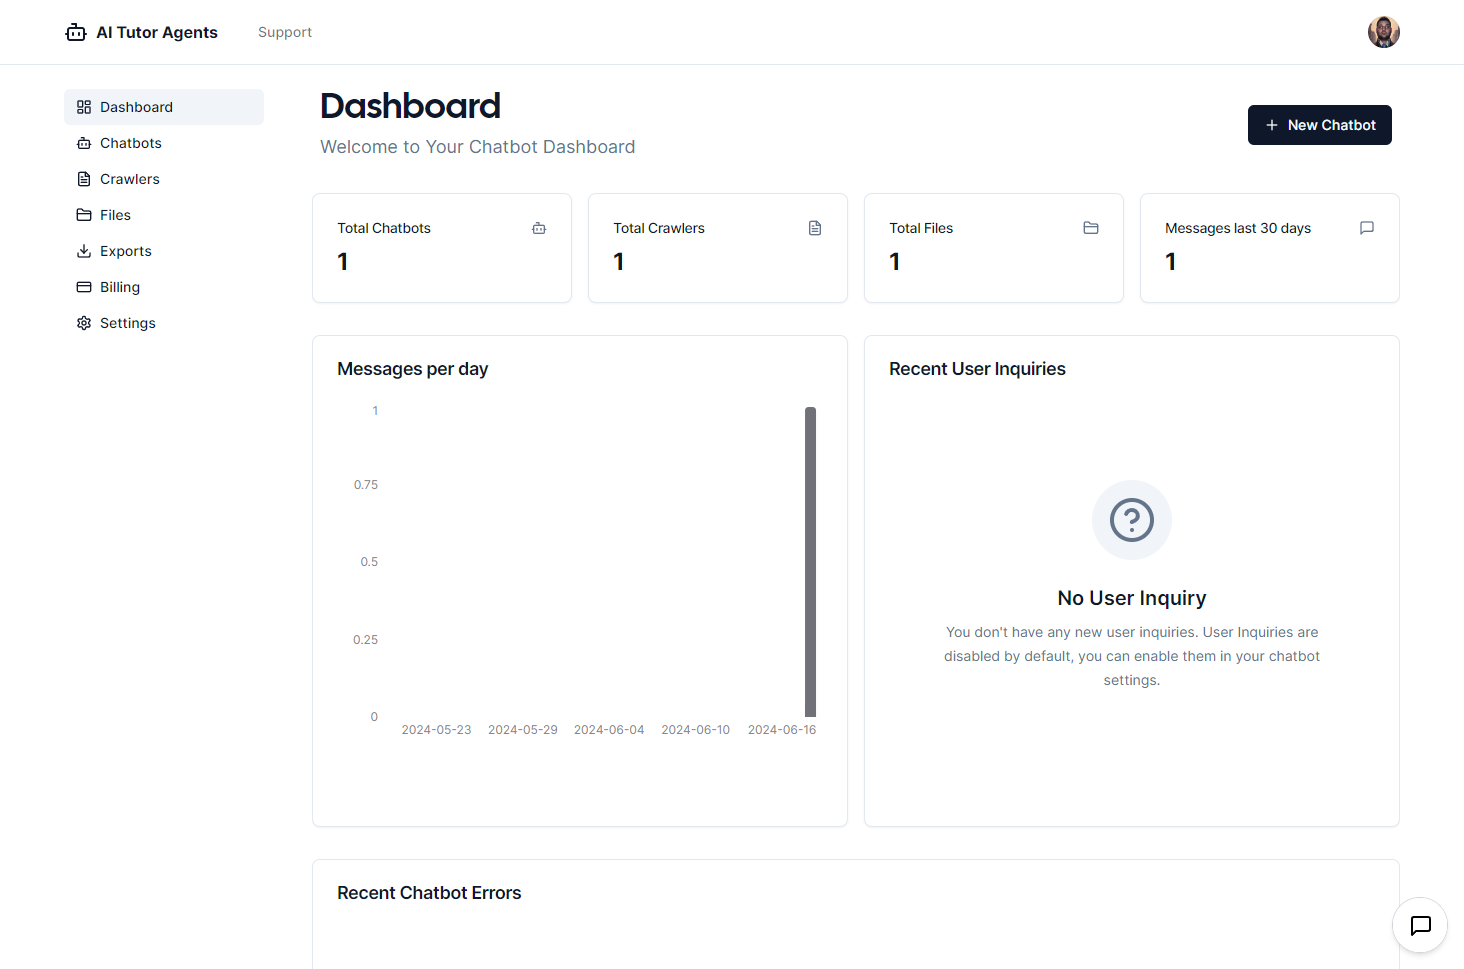 AI Tutor Agents
Support
Dashboard
Chatbots
Crawlers
Files
Exports
Billing
Settings
Dashboard
Welcome to Your Chatbot Dashboard
New Chatbot
Total Chatbots
1
Total Crawlers
1
Total Files
1
Messages last 30 days
1
Messages per day
1
0.75
0.5
0.25
0
2024-05-23 2024-05-29 2024-06-04 2024-06-10 2024-06-16
Recent User Inquiries
No User Inquiry
You don't have any new user inquiries. User Inquiries are
disabled by default, you can enable them in your chatbot
settings.
Recent Chatbot Errors